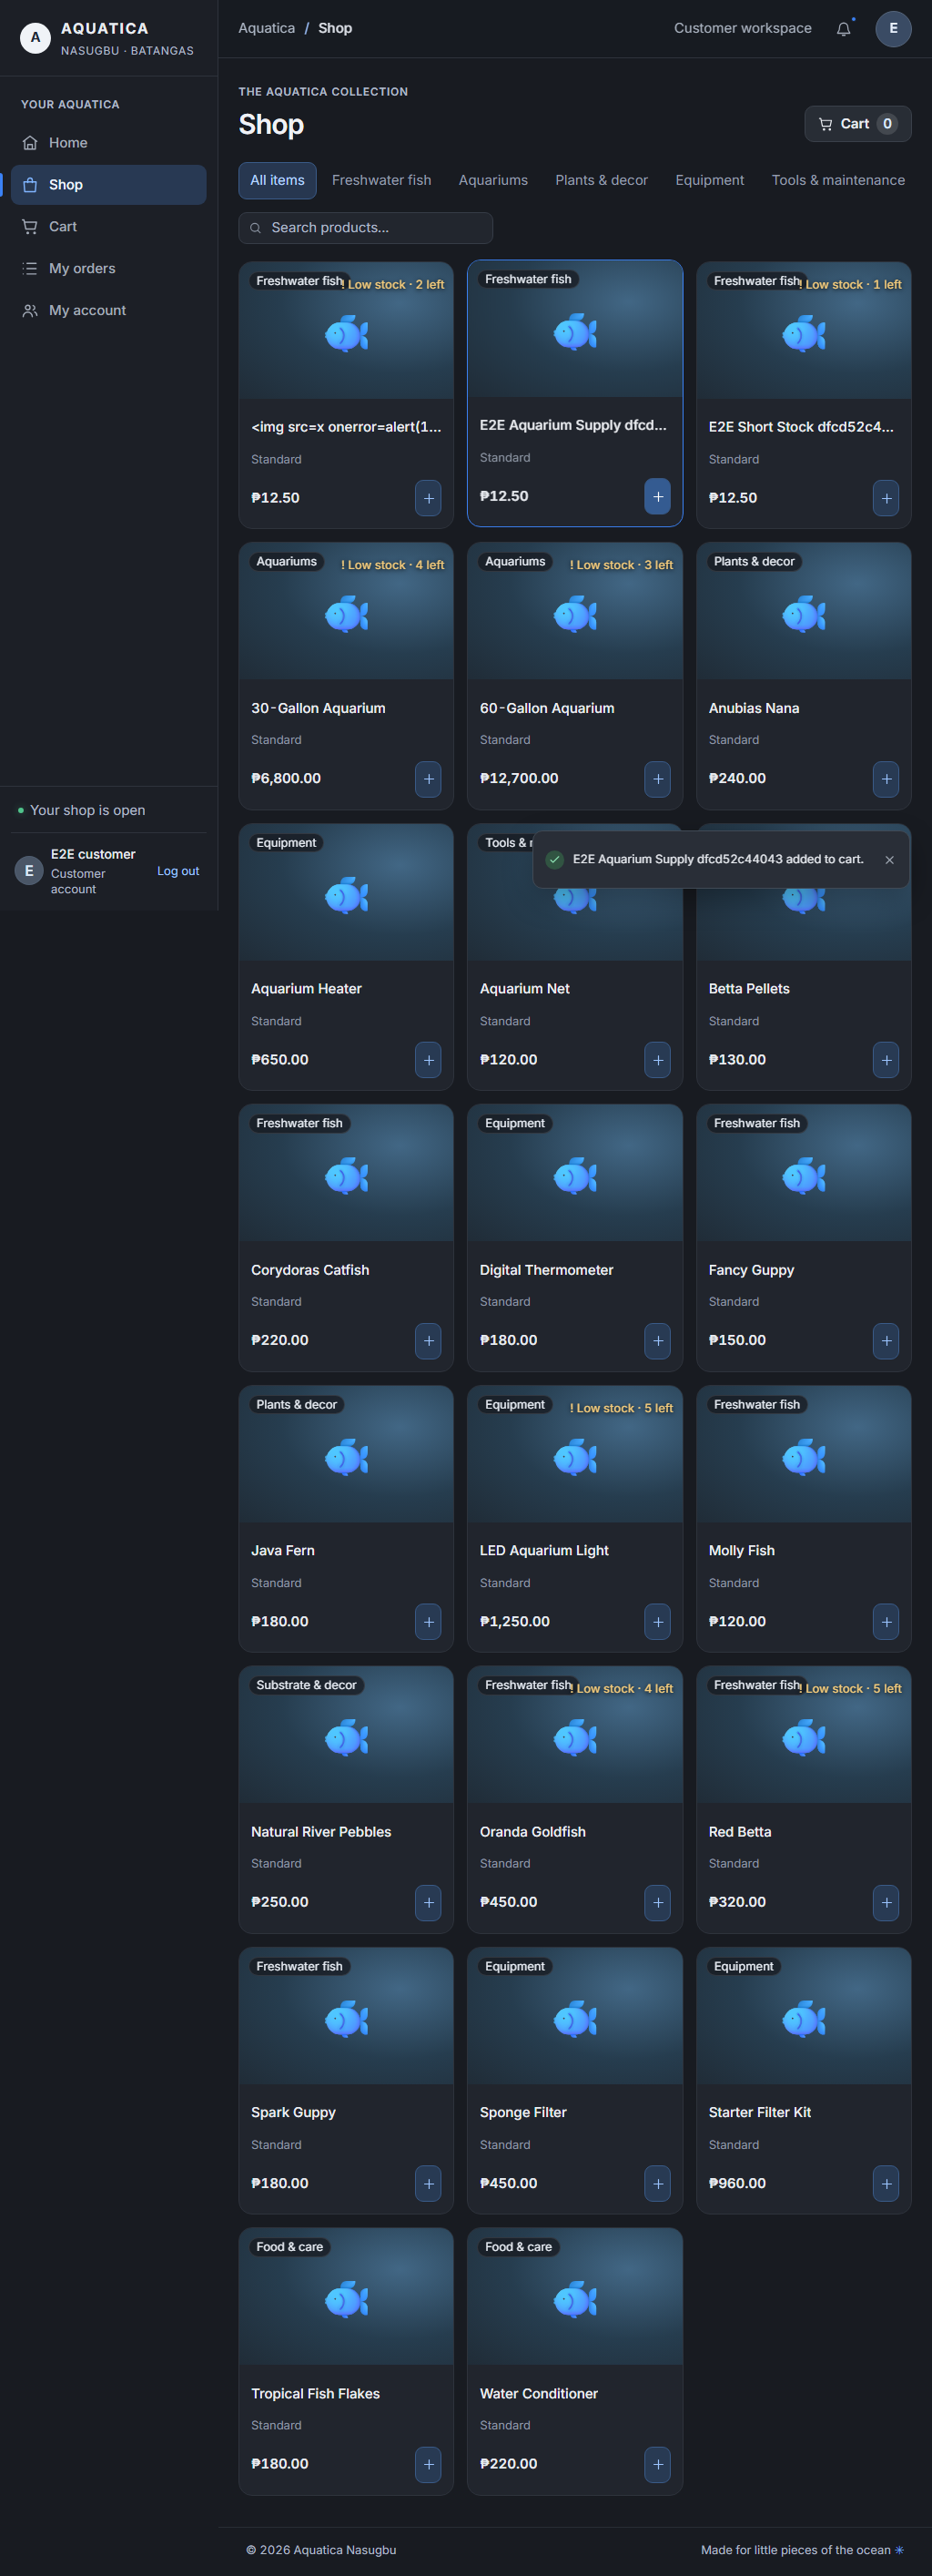 A
AQUATICA
NASUGBU · BATANGAS
YOUR AQUATICA
Home
Shop
Cart
My orders
My account
Your shop is open
E
E2E customer
Customer account
Log out
Aquatica / Shop
Customer workspace
E
THE AQUATICA COLLECTION
Shop
Cart 0
All items Freshwater fish Aquariums Plants & decor Equipment Tools & maintenance
Search products...
Freshwater fish ! Low stock · 2 left
<img src=x onerror=alert(1...
Standard
₱12.50 +
Freshwater fish
E2E Aquarium Supply dfcd...
Standard
₱12.50 +
Freshwater fish ! Low stock · 1 left
E2E Short Stock dfcd52c4...
Standard
₱12.50 +
Aquariums ! Low stock · 4 left
30-Gallon Aquarium
Standard
₱6,800.00 +
Aquariums ! Low stock · 3 left
60-Gallon Aquarium
Standard
₱12,700.00 +
Plants & decor
Anubias Nana
Standard
₱240.00 +
Equipment
Aquarium Heater
Standard
₱650.00 +
Tools &
E2E Aquarium Supply dfcd52c44043 added to cart.
Aquarium Net
Standard
₱120.00 +
Betta Pellets
Standard
₱130.00 +
Freshwater fish
Corydoras Catfish
Standard
₱220.00 +
Equipment
Digital Thermometer
Standard
₱180.00 +
Freshwater fish
Fancy Guppy
Standard
₱150.00 +
Plants & decor
Java Fern
Standard
₱180.00 +
Equipment ! Low stock · 5 left
LED Aquarium Light
Standard
₱1,250.00 +
Freshwater fish
Molly Fish
Standard
₱120.00 +
Substrate & decor
Natural River Pebbles
Standard
₱250.00 +
Freshwater fish ! Low stock · 4 left
Oranda Goldfish
Standard
₱450.00 +
Freshwater fish ! Low stock · 5 left
Red Betta
Standard
₱320.00 +
Freshwater fish
Spark Guppy
Standard
₱180.00 +
Equipment
Sponge Filter
Standard
₱450.00 +
Equipment
Starter Filter Kit
Standard
₱960.00 +
Food & care
Tropical Fish Flakes
Standard
₱180.00 +
Food & care
Water Conditioner
Standard
₱220.00 +
© 2026 Aquatica Nasugbu
Made for little pieces of the ocean ✳